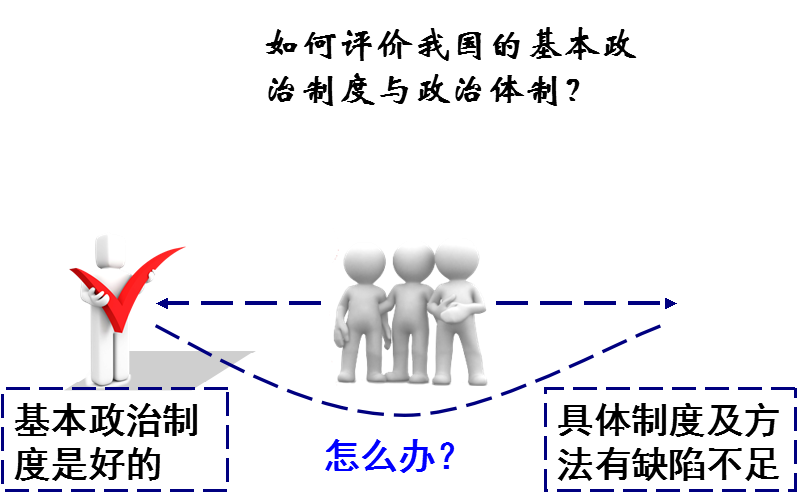 如何评价我国的基本政
治制度与政治体制？
基本政治制
度是好的
怎么办？
具体制度及方
法有缺陷不足